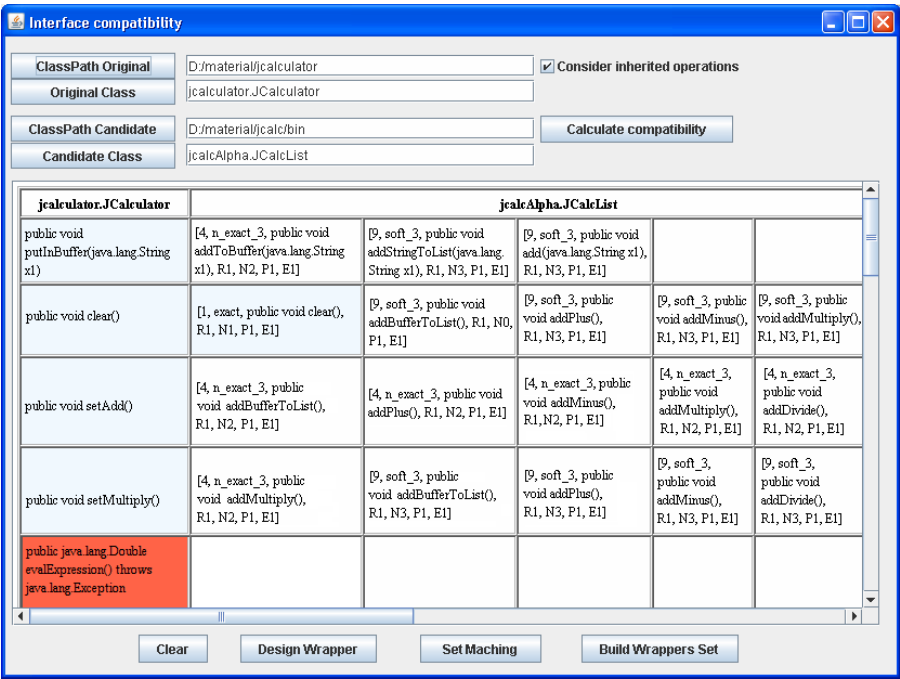 Interface compatibility
ClassPath Original
D:/material/jcalculator
Consider inherited operations
Original Class
jcalculator.JCalculator
ClassPath Candidate
D:/material/jcalc/bin
Calculate compatibility
Candidate Class
jcalcAlpha.JCalcList
jcalculator.JCalculator
jcalcAlpha.JCalcList
public void
putInBuffer(java.lang.String
x1)
[4, n_exact_3, public void
addToBuffer(java.lang.String
x1), R1, N2, P1, E1]
[9, soft_3, public void
addStringToList(java.lang.
String x1), R1, N3, P1, E1]
[9, soft_3, public void
add(java.lang.String x1),
R1, N3, P1, E1]
public void clear()
[1, exact, public void clear(),
R1, N1, P1, E1]
[9, soft_3, public void
addBufferToList(), R1, N0,
P1, E1]
[9, soft_3, public
void addPlus(),
R1, N3, P1, E1]
[9, soft_3, public
void addMinus(),
R1, N3, P1, E1]
[9, soft_3, public
void addMultiply(),
R1, N3, P1, E1]
public void setAdd()
[4, n_exact_3, public
void addBufferToList(),
R1, N2, P1, E1]
[4, n_exact_3, public void
addPlus(), R1, N2, P1, E1]
[4, n_exact_3, public
void addMinus(),
R1,N2, P1, E1]
[4, n_exact_3,
public void
addMultiply(),
R1, N2, P1, E1]
[4, n_exact_3,
public void
addDivide(),
R1, N2, P1, E1]
public void setMultiply()
[4, n_exact_3, public
void addMultiply(),
R1, N2, P1, E1]
[9, soft_3, public
void addBufferToList(),
R1, N3, P1, E1]
[9, soft_3, public
void addPlus(),
R1, N3, P1, E1]
[9, soft_3,
public void
addMinus(),
R1, N3, P1, E1]
[9, soft_3,
public void
addDivide(),
R1, N3, P1, E1]
public java.lang.Double
evalExpression() throws
java.lang.Exception
Clear
Design Wrapper
Set Maching
Build Wrappers Set